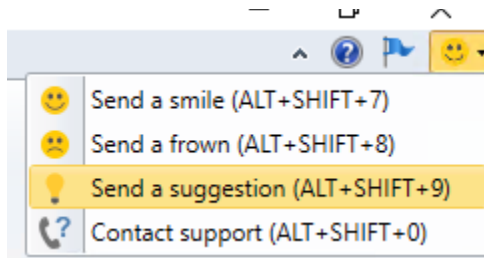 Send a smile (ALT+SHIFT+7)
Send a frown (ALT+SHIFT+8)
Send a suggestion (ALT+SHIFT+9)
Contact support (ALT+SHIFT+0)